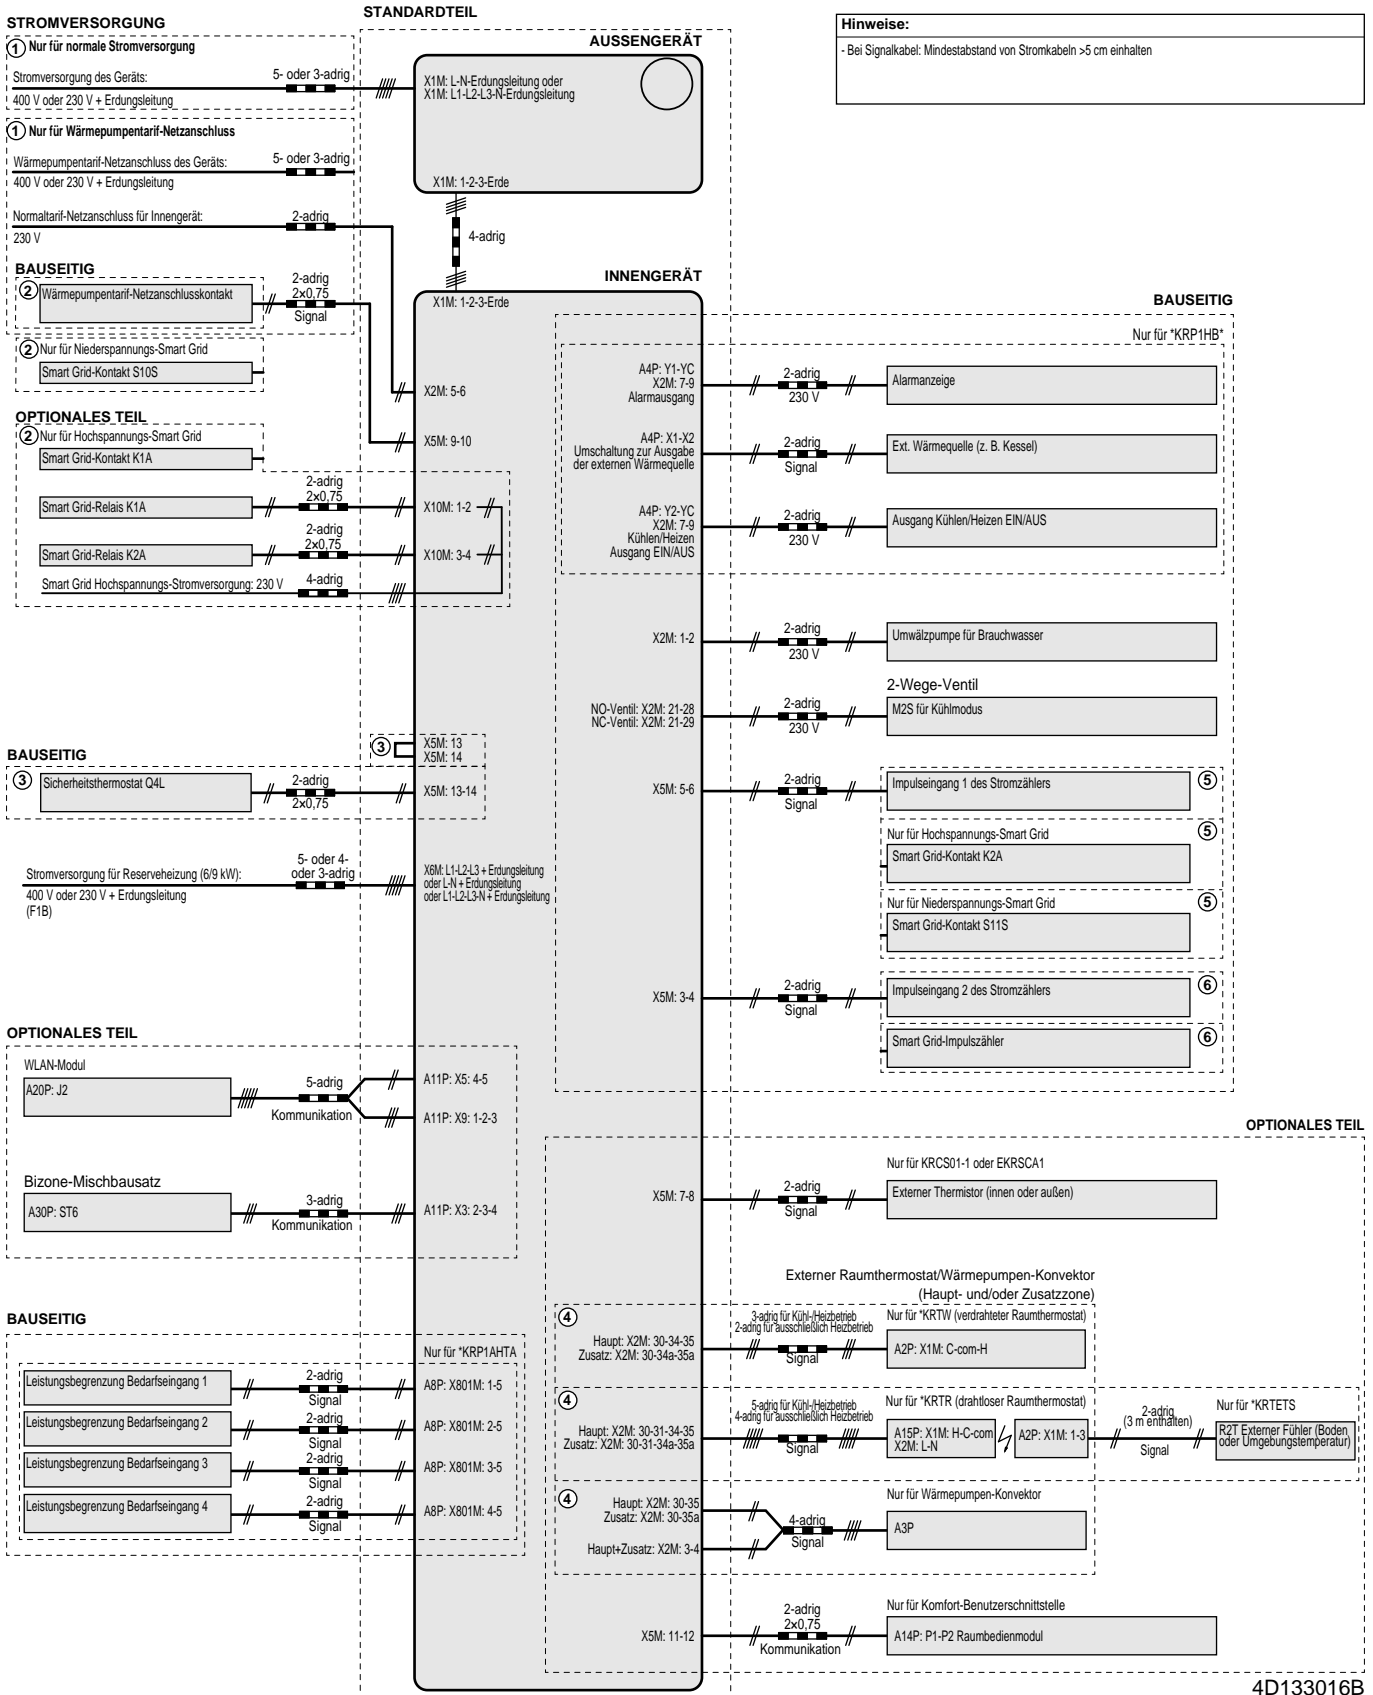 STROMVERSORGUNG
1 Nur für normale Stromversorgung
Stromversorgung des Geräts:
5- oder 3-adrig
400 V oder 230 V + Erdungsleitung
1 Nur für Wärmepumpentarif-Netzanschluss
Wärmepumpentarif-Netzanschluss des Geräts:
5- oder 3-adrig
400 V oder 230 V + Erdungsleitung
Normaltarif-Netzanschluss für Innengerät:
2-adrig
230 V
BAUSEITIG
2 Wärmepumpentarif-Netzanschlusskontakt
2-adrig
2×0,75
Signal
2 Nur für Niederspannungs-Smart Grid
Smart Grid-Kontakt S10S
OPTIONALES TEIL
2 Nur für Hochspannungs-Smart Grid
Smart Grid-Kontakt K1A
2-adrig
2×0,75
Smart Grid-Relais K1A
2-adrig
2×0,75
Smart Grid-Relais K2A
Smart Grid Hochspannungs-Stromversorgung: 230 V
4-adrig
BAUSEITIG
3 Sicherheitsthermostat Q4L
2-adrig
2×0,75
Stromversorgung für Reserveheizung (6/9 kW):
5- oder 4-
oder 3-adrig
400 V oder 230 V + Erdungsleitung
(F1B)
OPTIONALES TEIL
WLAN-Modul
A20P: J2
5-adrig
Kommunikation
Bizone-Mischbausatz
A30P: ST6
3-adrig
Kommunikation
BAUSEITIG
Leistungsbegrenzung Bedarfseingang 1
2-adrig
Signal
Leistungsbegrenzung Bedarfseingang 2
2-adrig
Signal
Leistungsbegrenzung Bedarfseingang 3
2-adrig
Signal
Leistungsbegrenzung Bedarfseingang 4
2-adrig
Signal
STANDARDTEIL
AUSSENGERÄT
X1M: L-N-Erdungsleitung oder
X1M: L1-L2-L3-N-Erdungsleitung
X1M: 1-2-3-Erde
4-adrig
INNENGERÄT
X1M: 1-2-3-Erde
X2M: 5-6
X5M: 9-10
X10M: 1-2
X10M: 3-4
3
X5M: 13
X5M: 14
X5M: 13-14
X6M: L1-L2-L3 + Erdungsleitung
oder L-N + Erdungsleitung
oder L1-L2-L3-N + Erdungsleitung
A11P: X5: 4-5
A11P: X9: 1-2-3
A11P: X3: 2-3-4
Nur für *KRP1AHTA
A8P: X801M: 1-5
A8P: X801M: 2-5
A8P: X801M: 3-5
A8P: X801M: 4-5
Hinweise:
- Bei Signalkabel: Mindestabstand von Stromkabeln >5 cm einhalten
BAUSEITIG
Nur für *KRP1HB*
A4P: Y1-YC
X2M: 7-9
Alarmausgang
2-adrig
230 V
Alarmanzeige
A4P: X1-X2
Umschaltung zur Ausgabe
der externen Wärmequelle
2-adrig
Signal
Ext. Wärmequelle (z. B. Kessel)
A4P: Y2-YC
X2M: 7-9
Kühlen/Heizen
Ausgang EIN/AUS
2-adrig
230 V
Ausgang Kühlen/Heizen EIN/AUS
X2M: 1-2
2-adrig
230 V
Umwälzpumpe für Brauchwasser
2-Wege-Ventil
NO-Ventil: X2M: 21-28
NC-Ventil: X2M: 21-29
2-adrig
230 V
M2S für Kühlmodus
X5M: 5-6
2-adrig
Signal
Impulseingang 1 des Stromzählers
5
Nur für Hochspannungs-Smart Grid
5
Smart Grid-Kontakt K2A
Nur für Niederspannungs-Smart Grid
5
Smart Grid-Kontakt S11S
X5M: 3-4
2-adrig
Signal
Impulseingang 2 des Stromzählers
6
Smart Grid-Impulszähler
6
OPTIONALES TEIL
Nur für KRCS01-1 oder EKRSCA1
X5M: 7-8
2-adrig
Signal
Externer Thermistor (innen oder außen)
Externer Raumthermostat/Wärmepumpen-Konvektor
(Haupt- und/oder Zusatzzone)
4
Haupt: X2M: 30-34-35
Zusatz: X2M: 30-34a-35a
3-adrig für Kühl-/Heizbetrieb
2-adrig für ausschließlich Heizbetrieb
Signal
Nur für *KRTW (verdrahteter Raumthermostat)
A2P: X1M: C-com-H
4
Haupt: X2M: 30-31-34-35
Zusatz: X2M: 30-31-34a-35a
5-adrig für Kühl-/Heizbetrieb
4-adrig für ausschließlich Heizbetrieb
Signal
Nur für *KRTR (drahtloser Raumthermostat)
A15P: X1M: H-C-com
X2M: L-N
A2P: X1M: 1-3
2-adrig
(3 m enthalten)
Signal
Nur für *KRTETS
R2T Externer Fühler (Boden
oder Umgebungstemperatur)
4
Haupt: X2M: 30-35
Zusatz: X2M: 30-35a
Haupt+Zusatz: X2M: 3-4
4-adrig
Signal
Nur für Wärmepumpen-Konvektor
A3P
X5M: 11-12
2-adrig
2×0,75
Kommunikation
Nur für Komfort-Benutzerschnittstelle
A14P: P1-P2 Raumbedienmodul
4D133016B